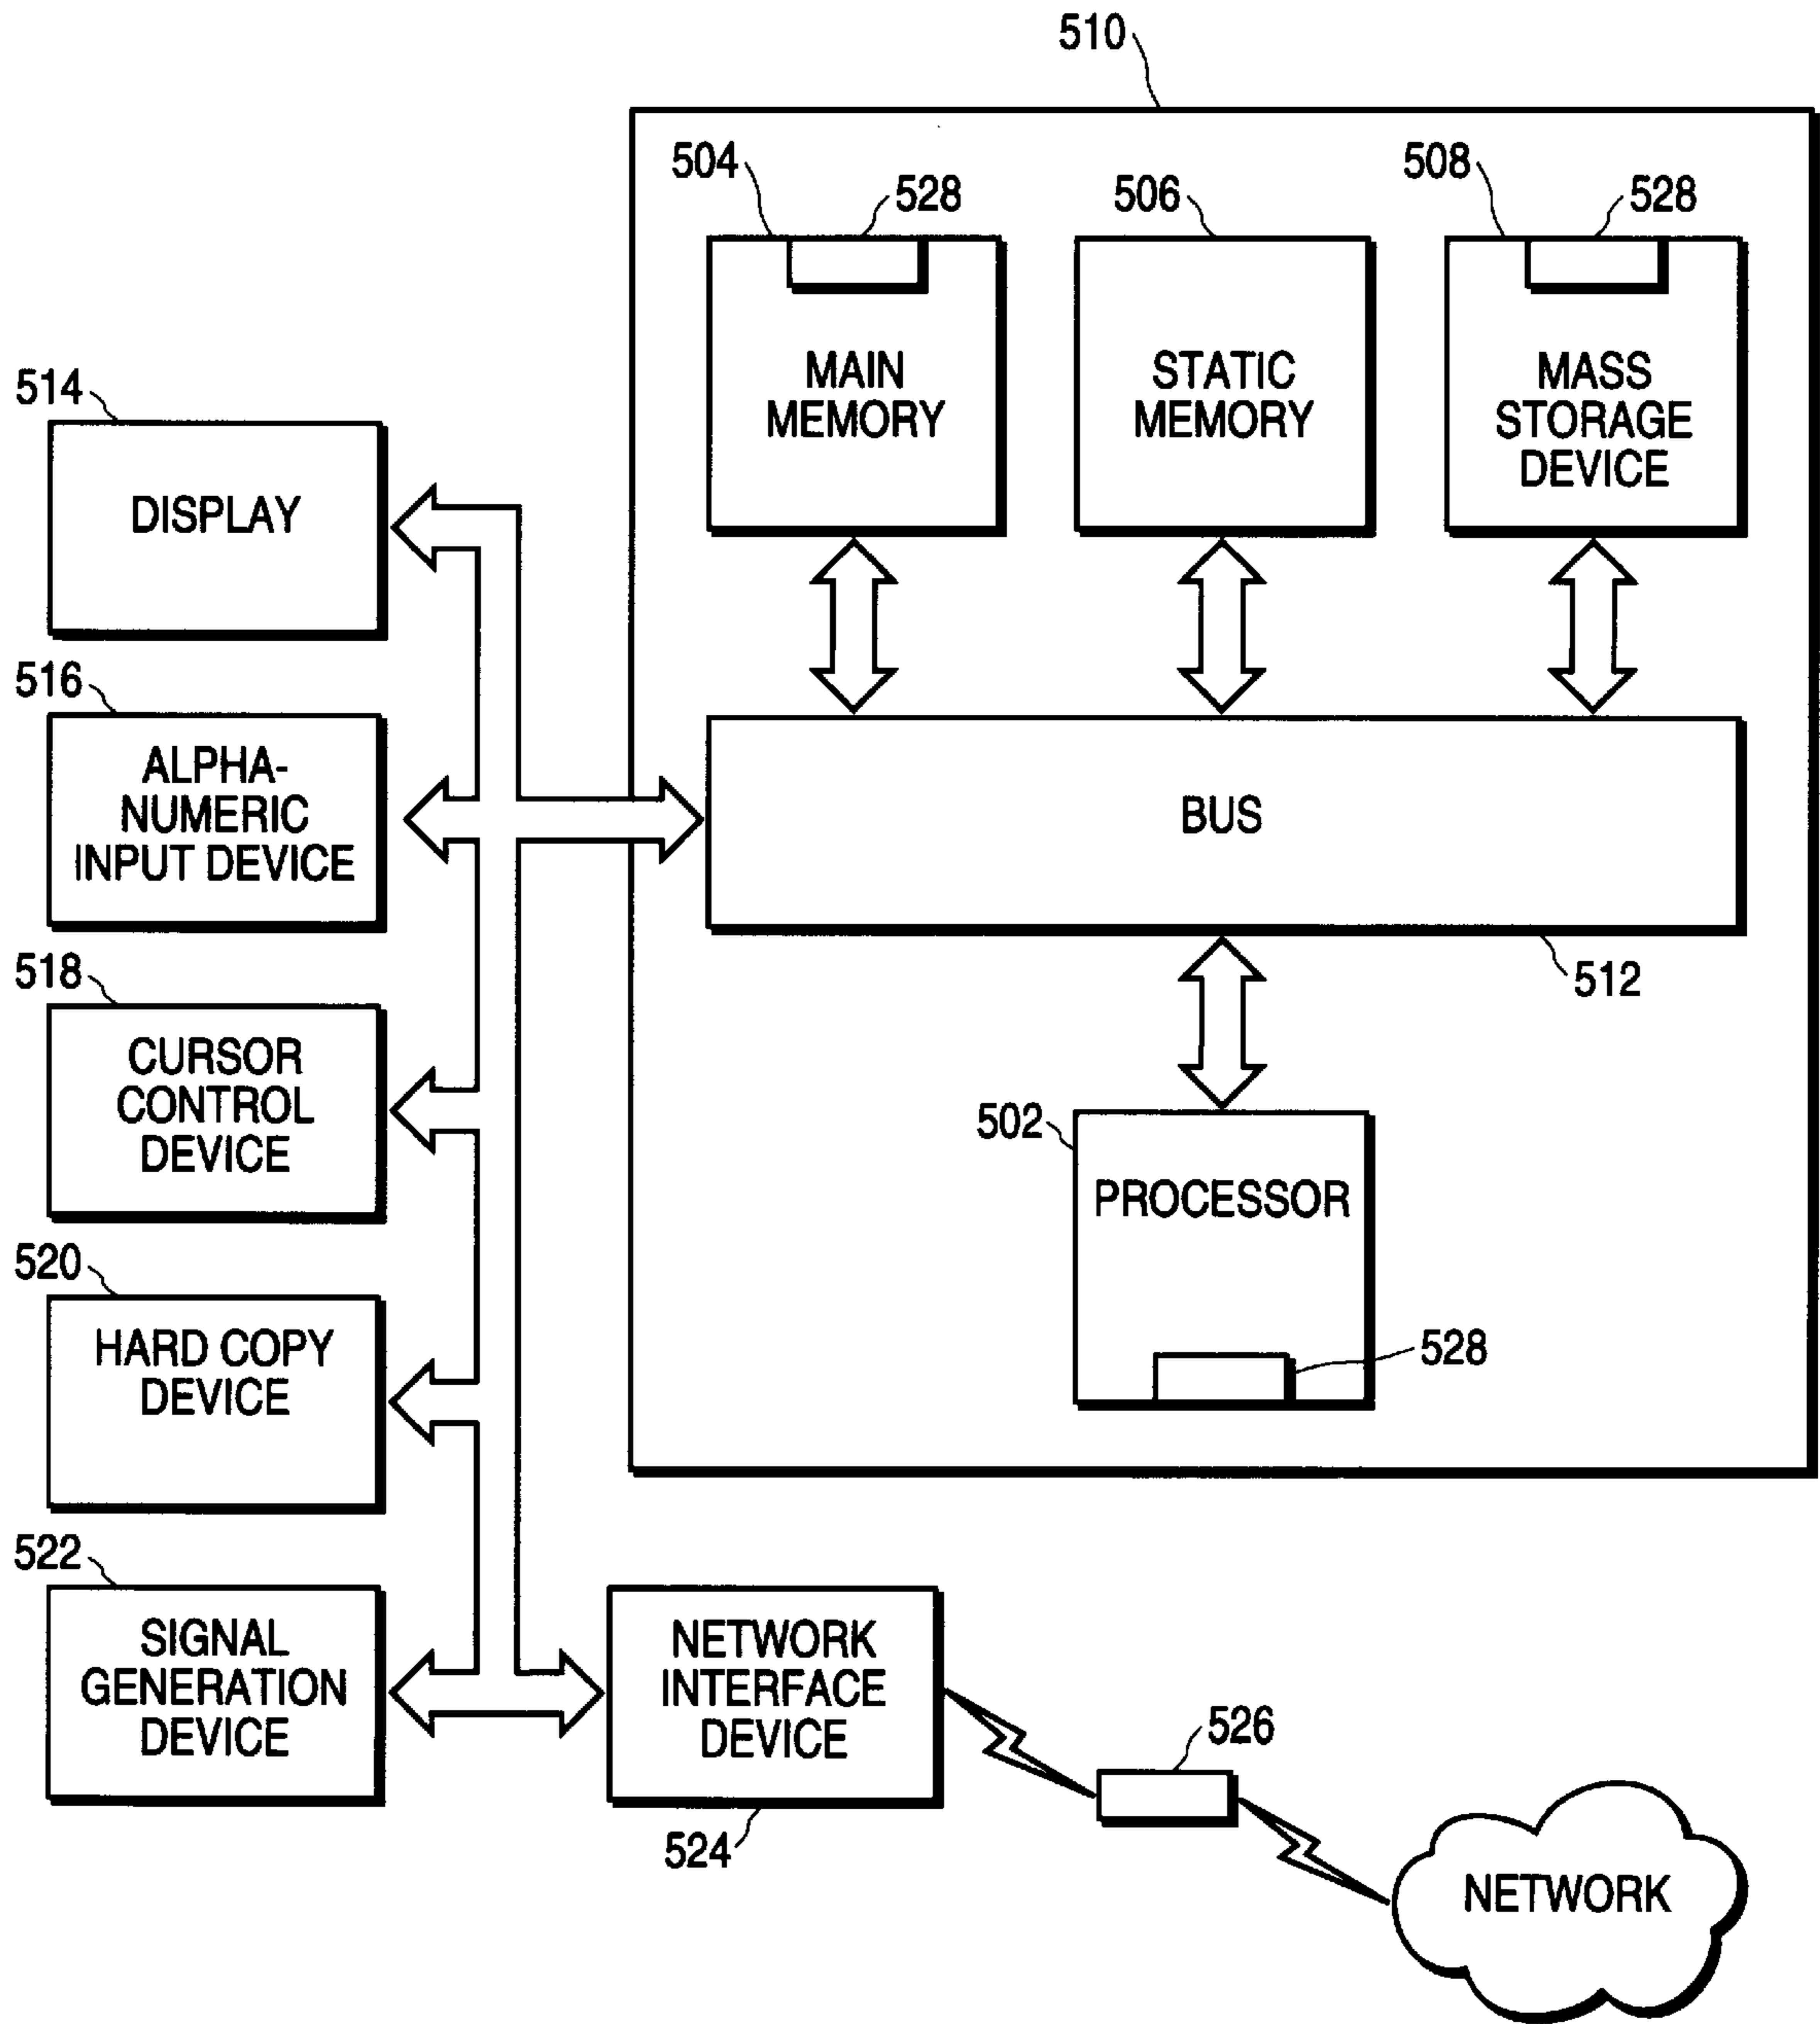 510
504
528
506
508
528
MAIN
MEMORY
STATIC
MEMORY
MASS
STORAGE
DEVICE
514
DISPLAY
516
ALPHA-
NUMERIC
INPUT DEVICE
BUS
512
518
CURSOR
CONTROL
DEVICE
502
PROCESSOR
528
520
HARD COPY
DEVICE
522
SIGNAL
GENERATION
DEVICE
NETWORK
INTERFACE
DEVICE
524
526
NETWORK